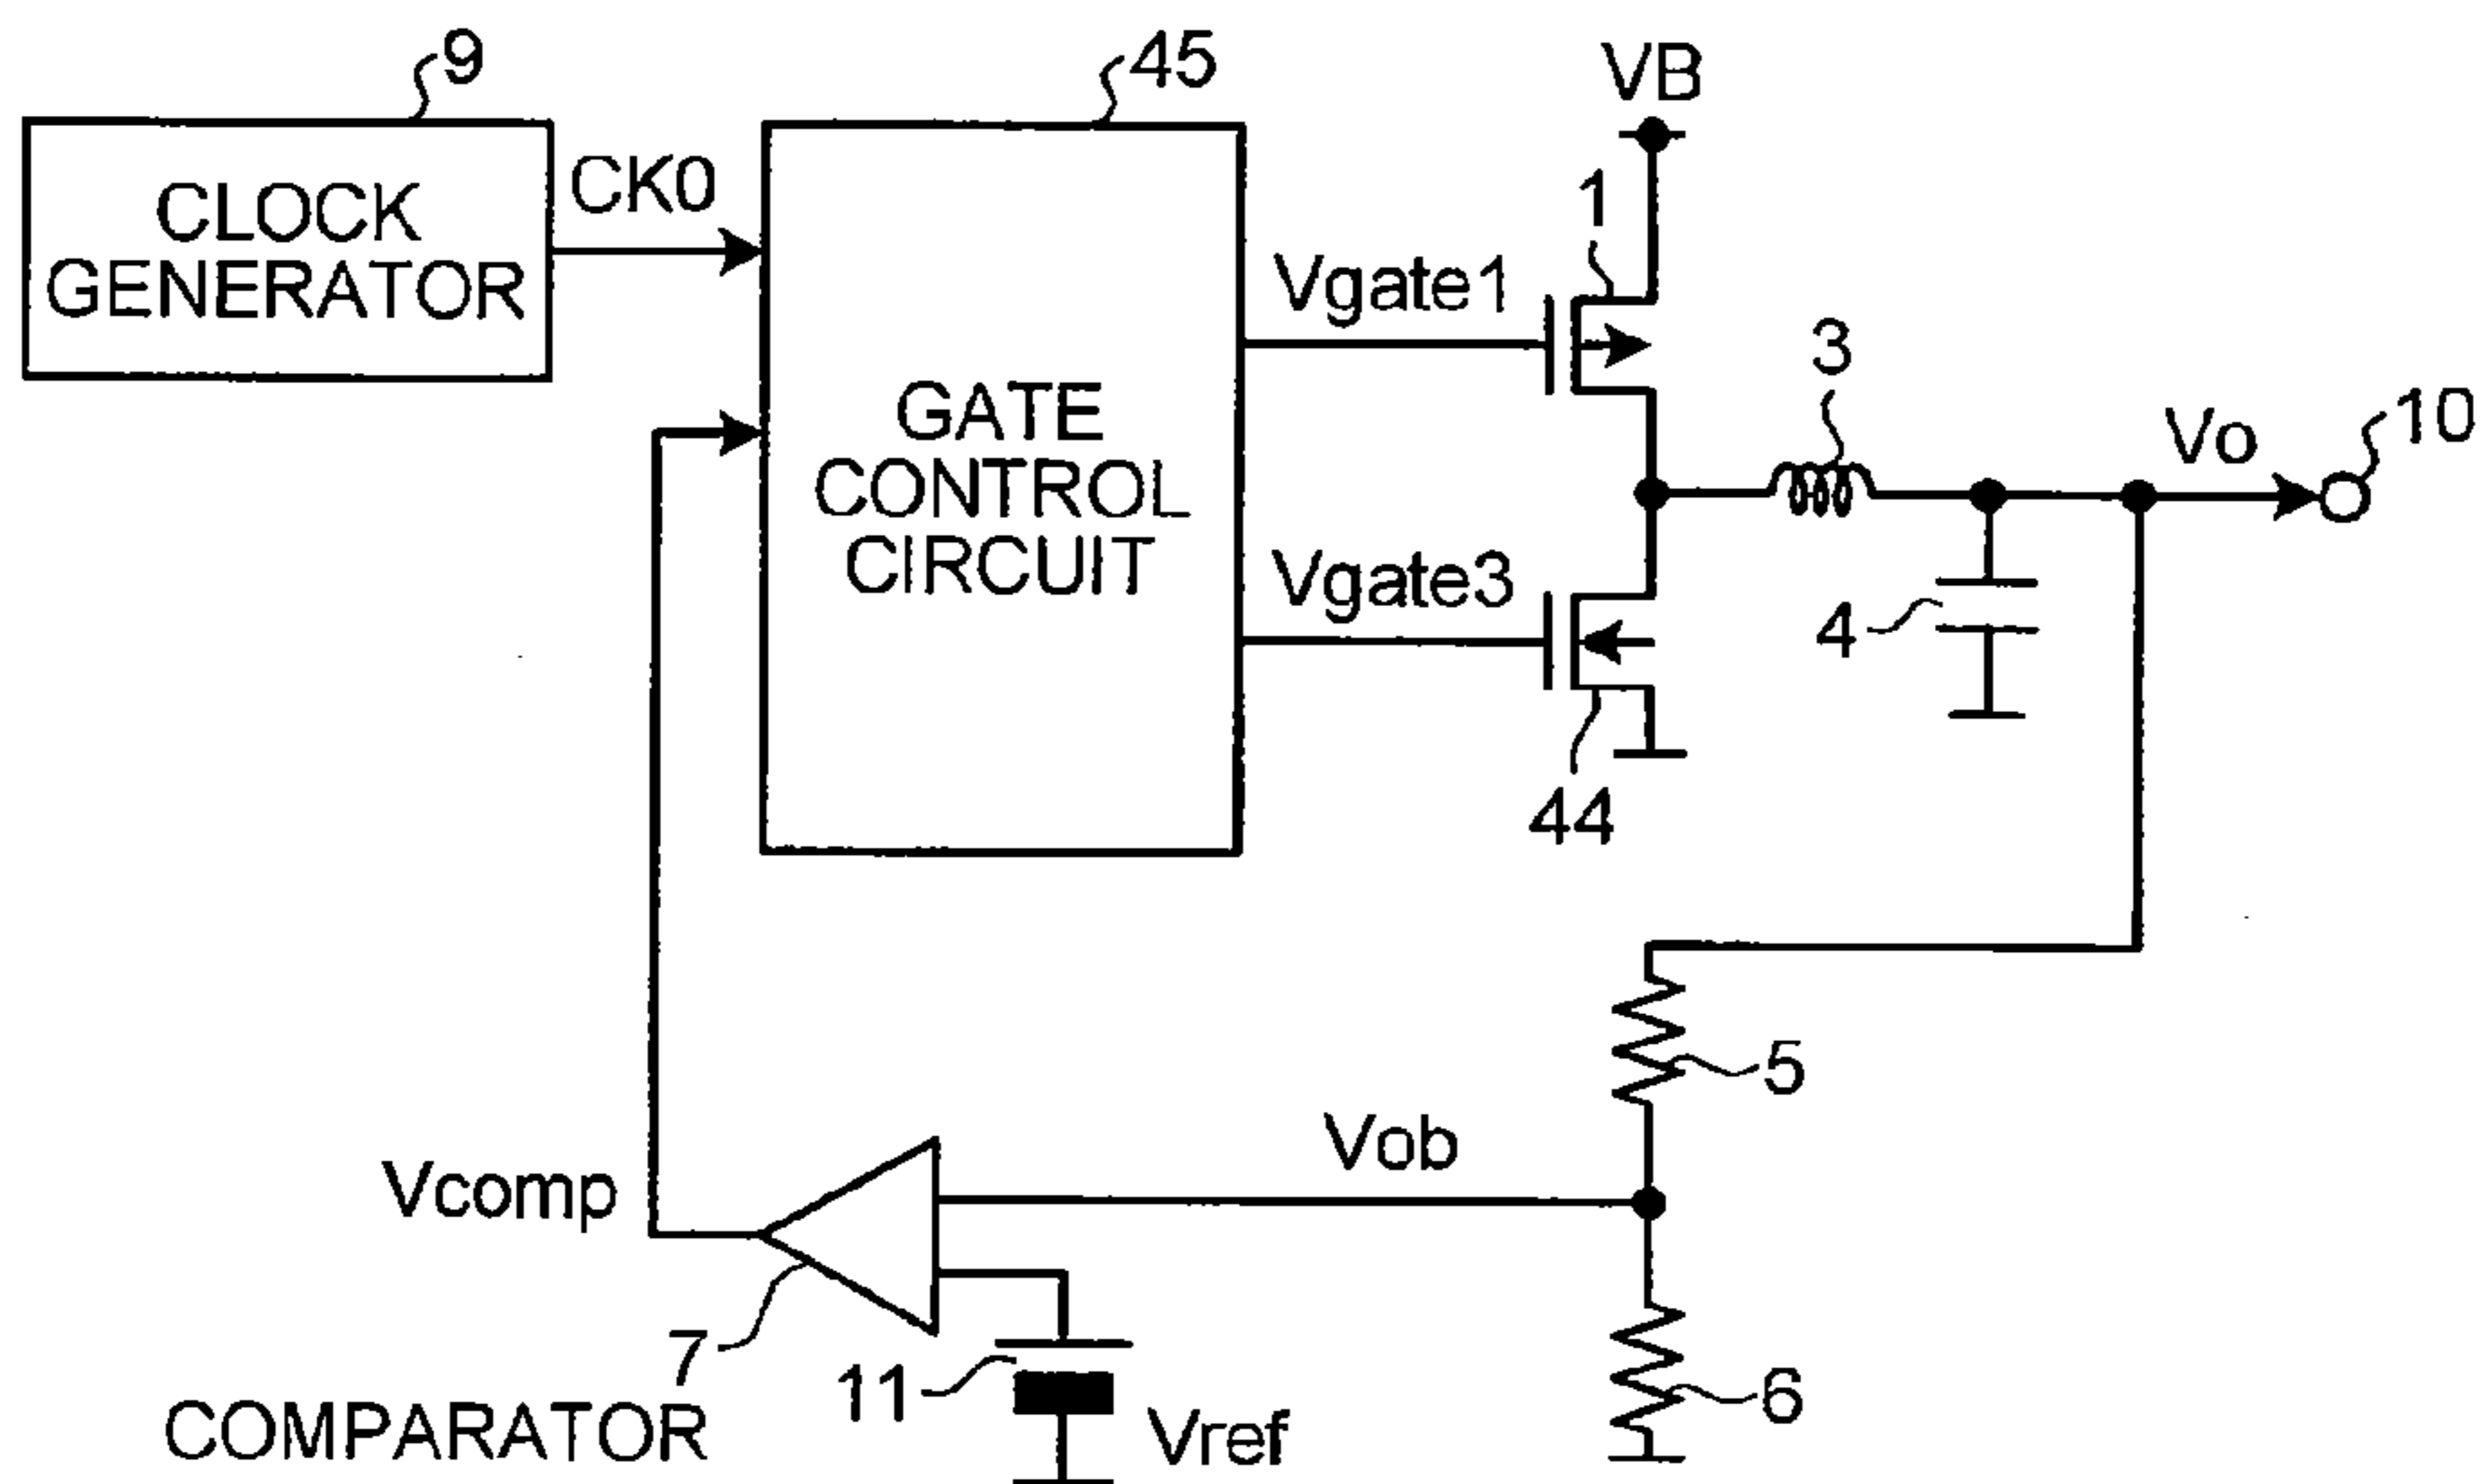 9
45
VB
CK0
CLOCK
GENERATOR
1
Vgate1
3
10
Vo
GATE
CONTROL
CIRCUIT
Vgate3
4
44
5
Vob
Vcomp
7
11
6
COMPARATOR
Vref